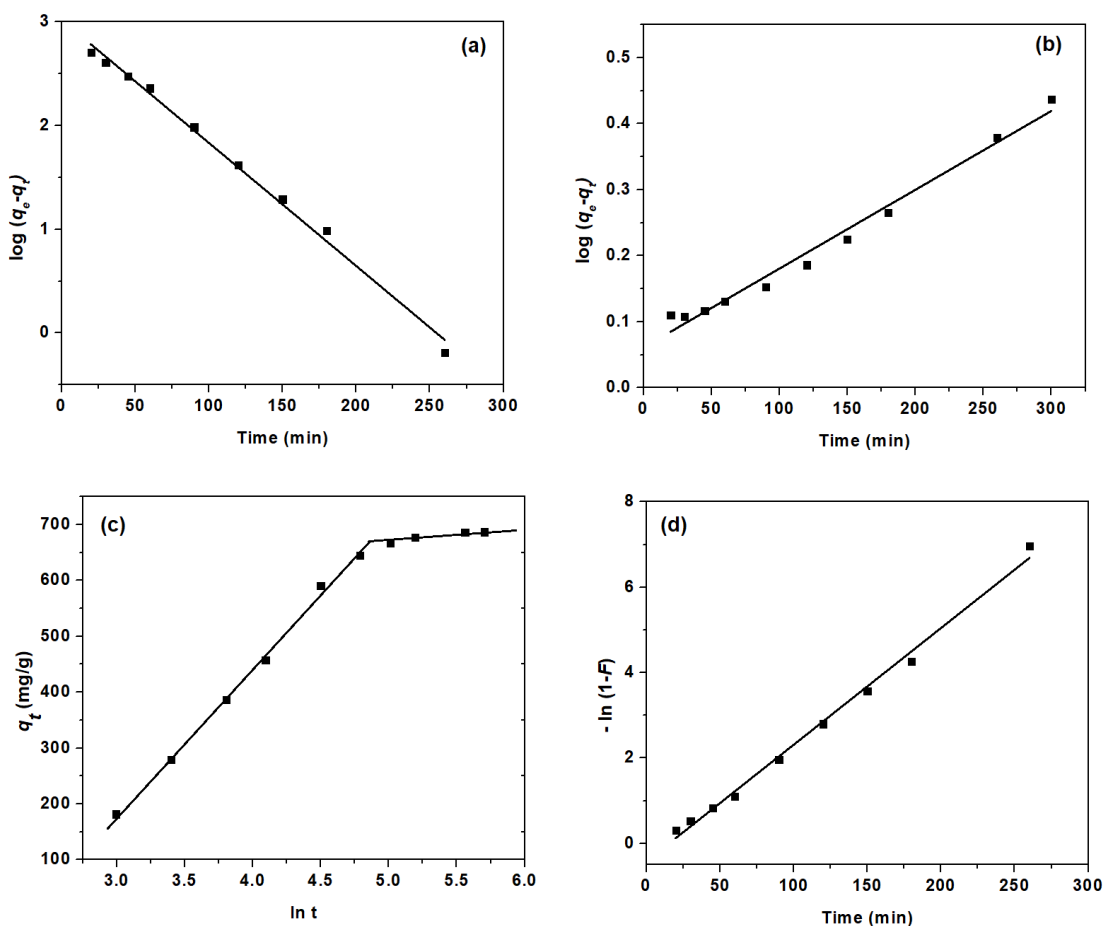 (a)
3
2
1
0
log (qe-qt)
0 50 100 150 200 250 300
Time (min)
(b)
0.5
0.4
0.3
0.2
0.1
0.0
log (qe-qt)
0 50 100 150 200 250 300
Time (min)
(c)
700
600
500
400
300
200
100
qt (mg/g)
3.0 3.5 4.0 4.5 5.0 5.5 6.0
ln t
(d)
8
6
4
2
0
- ln (1-F)
0 50 100 150 200 250 300
Time (min)